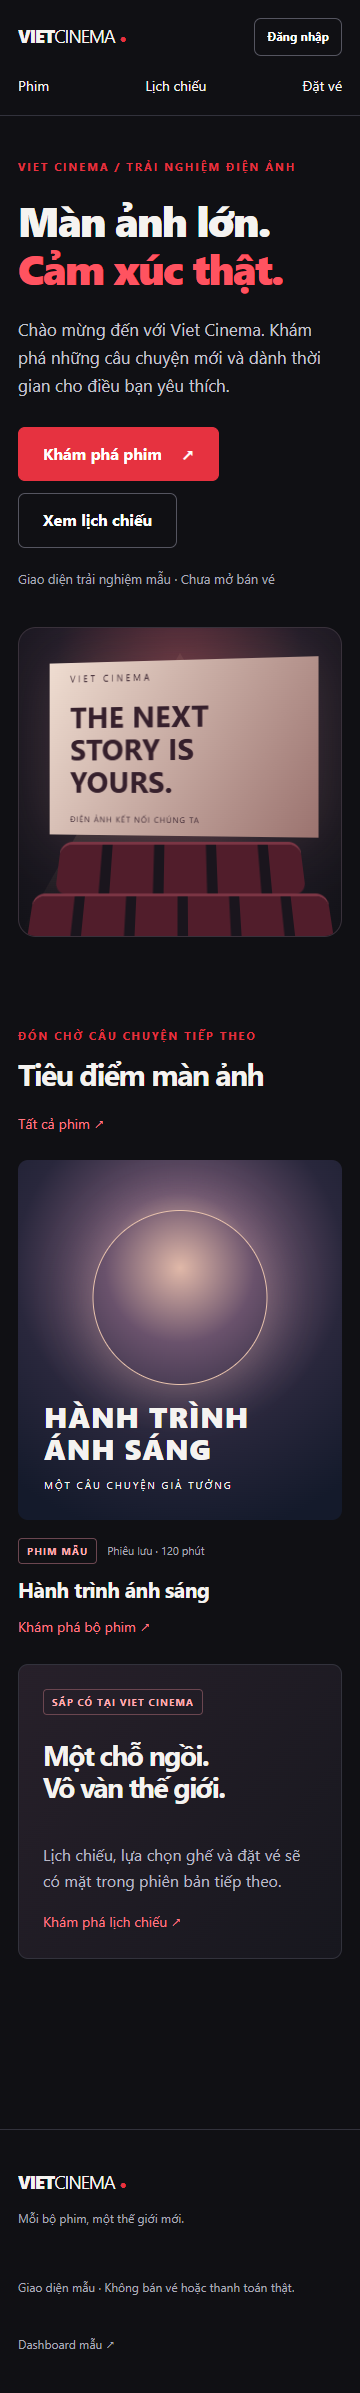 VIETCINEMA
Đăng nhập
Phim Lịch chiếu Đặt vé
VIET CINEMA / TRẢI NGHIỆM ĐIỆN ẢNH
Màn ảnh lớn.
Cảm xúc thật.
Chào mừng đến với Viet Cinema. Khám
phá những câu chuyện mới và dành thời
gian cho điều bạn yêu thích.
Khám phá phim ↗
Xem lịch chiếu
Giao diện trải nghiệm mẫu · Chưa mở bán vé
VIET CINEMA
THE NEXT
STORY IS
YOURS.
ĐIỆN ẢNH KẾT NỐI CHÚNG TA
ĐÓN CHỜ CÂU CHUYỆN TIẾP THEO
Tiêu điểm màn ảnh
Tất cả phim ↗
HÀNH TRÌNH
ÁNH SÁNG
MỘT CÂU CHUYỆN GIẢ TƯỞNG
PHIM MẪU Phiêu lưu · 120 phút
Hành trình ánh sáng
Khám phá bộ phim ↗
SẮP CÓ TẠI VIET CINEMA
Một chỗ ngồi.
Vô vàn thế giới.
Lịch chiếu, lựa chọn ghế và đặt vé sẽ
có mặt trong phiên bản tiếp theo.
Khám phá lịch chiếu ↗
VIETCINEMA
Mỗi bộ phim, một thế giới mới.
Giao diện mẫu · Không bán vé hoặc thanh toán thật.
Dashboard mẫu ↗